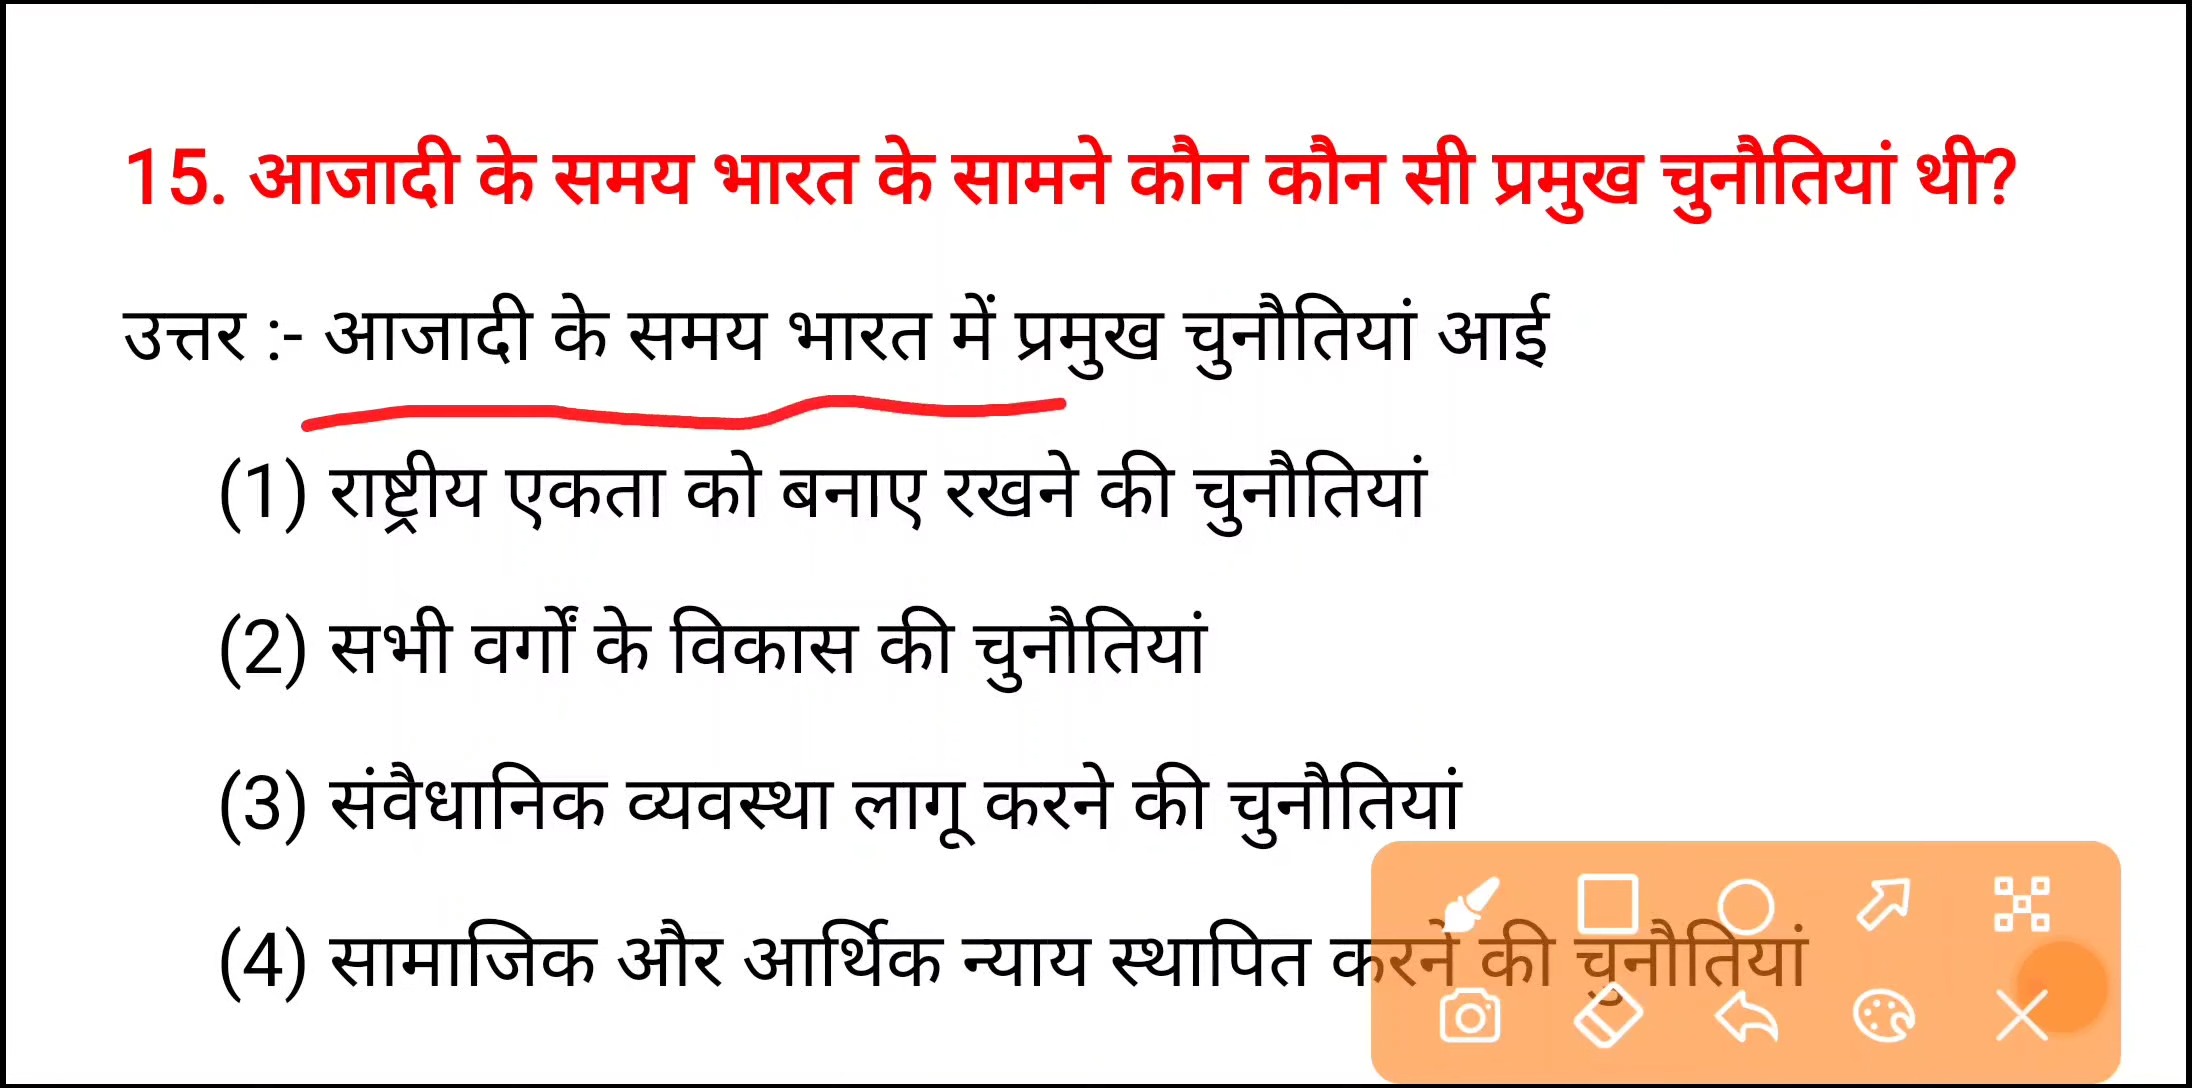 15. आजादी के समय भारत के सामने कौन कौन सी प्रमुख चुनौतियां थी?
उत्तर :- आजादी के समय भारत में प्रमुख चुनौतियां आई
(1) राष्ट्रीय एकता को बनाए रखने की चुनौतियां
(2) सभी वर्गों के विकास की चुनौतियां
(3) संवैधानिक व्यवस्था लागू करने की चुनौतियां
(4) सामाजिक और आर्थिक न्याय स्थापित करने की चुनौतियां